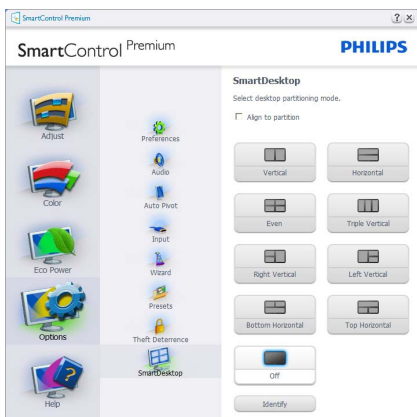 SmartControl Premium
SmartControl Premium
PHILIPS
Adjust
Color
Eco Power
Options
Help
Preferences
Audio
Auto Pivot
Input
Wizard
Presets
Theft Deterrence
SmartDesktop
SmartDesktop
Select desktop partitioning mode.
Align to partition
Vertical
Horizontal
Even
Triple Vertical
Right Vertical
Left Vertical
Bottom Horizontal
Top Horizontal
Off
Identify